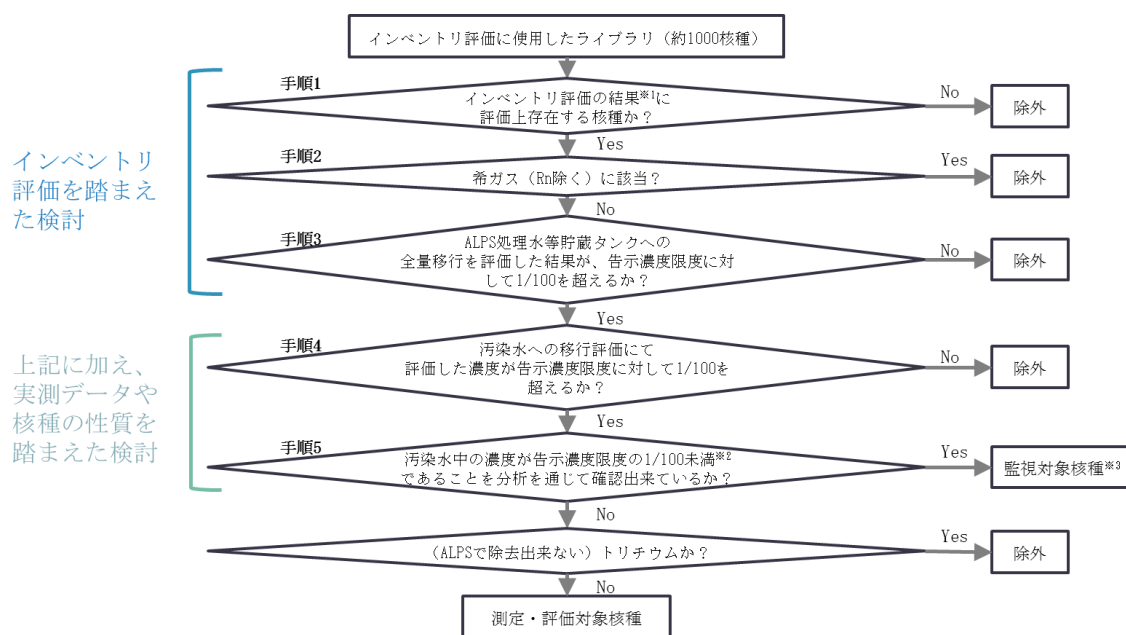 インベントリ評価に使用したライブラリ（約1000核種）
手順1
インベントリ評価の結果※1に
評価上存在する核種か？
No
除外
Yes
インベントリ
評価を踏まえ
た検討
手順2
希ガス（Rn除く）に該当？
Yes
除外
No
手順3
ALPS処理水等貯蔵タンクへの
全量移行を評価した結果が、告示濃度限度に対
して1/100を超えるか？
No
除外
Yes
上記に加え、
実測データや
核種の性質を
踏まえた検討
手順4
汚染水への移行評価にて
評価した濃度が告示濃度限度に対して1/100を
超えるか？
No
除外
Yes
手順5
汚染水中の濃度が告示濃度限度の1/100未満※2
であることを分析を通じて確認出来ているか？
Yes
監視対象核種※3
No
(ALPSで除去出来ない）トリチウムか？
Yes
除外
No
測定・評価対象核種